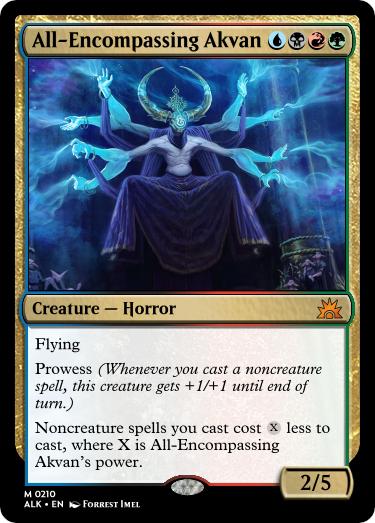 All-Encompassing Akvan
Creature — Horror
Flying
Prowess (Whenever you cast a noncreature
spell, this creature gets +1/+1 until end of
turn.)
Noncreature spells you cast cost X less to
cast, where X is All-Encompassing
Akvan's power.
2/5
M 0210
ALK • EN Forrest Imel